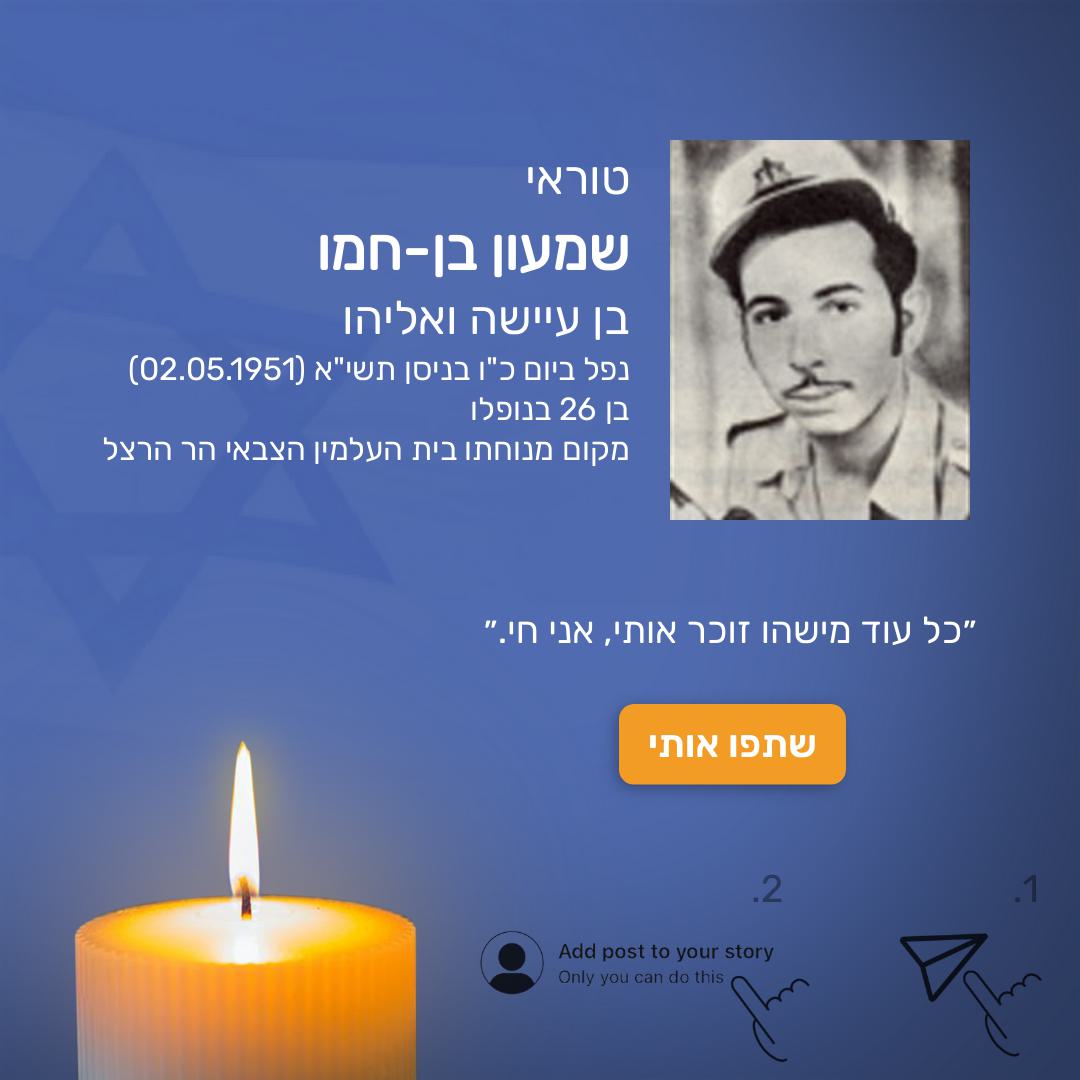 טוראי
שמעון בן-חמו
בן עיישה ואליהו
נפל ביום כ"ו בניסן תשי"א (02.05.1951)
בן 26 בנופלו
מקום מנוחתו בית העלמין הצבאי הר הרצל
״כל עוד מישהו זוכר אותי, אני חי.״
שתפו אותי
1.
2.
Add post to your story
Only you can do this